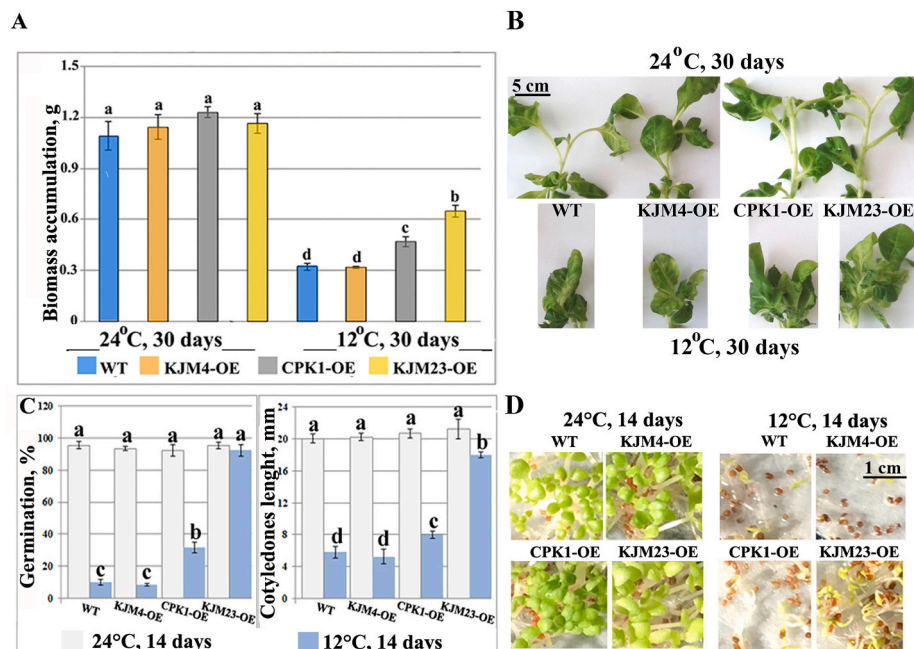 A
Biomass accumulation, g
1.5
1.2
0.9
0.6
0.3
0
a a a a
d d c b
24°C, 30 days 12°C, 30 days
WT KJM4-OE CPK1-OE KJM23-OE
B
24°C, 30 days
5 cm
WT KJM4-OE CPK1-OE KJM23-OE
12°C, 30 days
C
Germination, %
120
100
80
60
40
20
0
a a a a a
c c b
WT KJM4-OE CPK1-OE KJM23-OE
Cotyledones lenght, mm
24
20
16
12
8
4
0
a a a a
d d c b
WT KJM4-OE CPK1-OE KJM23-OE
24°C, 14 days 12°C, 14 days
D
24°C, 14 days 12°C, 14 days
WT KJM4-OE WT KJM4-OE
1 cm
CPK1-OE KJM23-OE CPK1-OE KJM23-OE